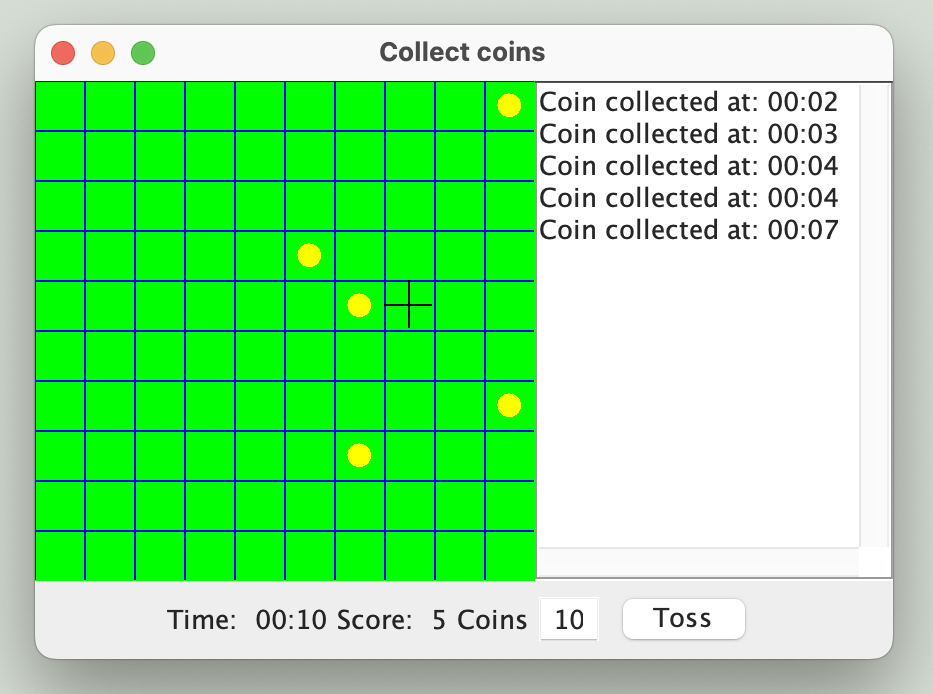 Collect coins
Coin collected at: 00:02
Coin collected at: 00:03
Coin collected at: 00:04
Coin collected at: 00:04
Coin collected at: 00:07
Time: 00:10 Score: 5 Coins 10 Toss